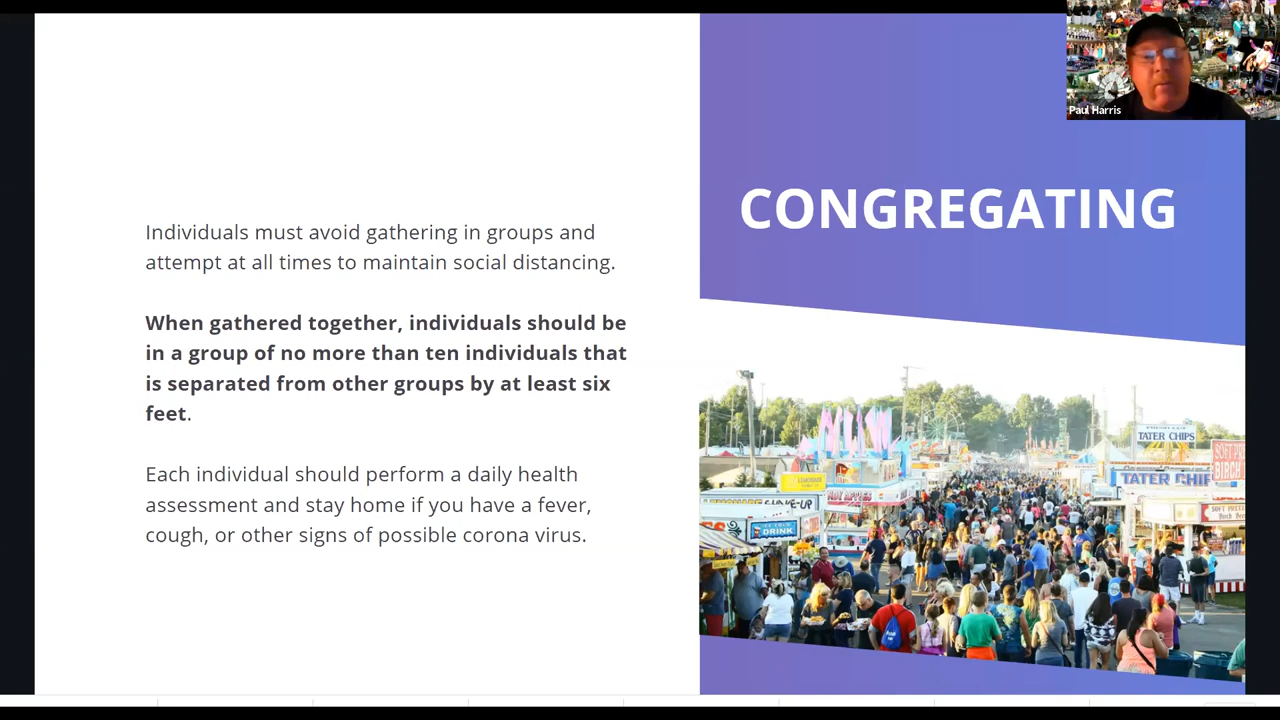 Paul Harris
CONGREGATING
Individuals must avoid gathering in groups and
attempt at all times to maintain social distancing.
When gathered together, individuals should be
in a group of no more than ten individuals that
is separated from other groups by at least six
feet.
Each individual should perform a daily health
assessment and stay home if you have a fever,
cough, or other signs of possible corona virus.
TATER CHIPS
SOFT
BIRCH
TATER
LEMONADE
DRINK